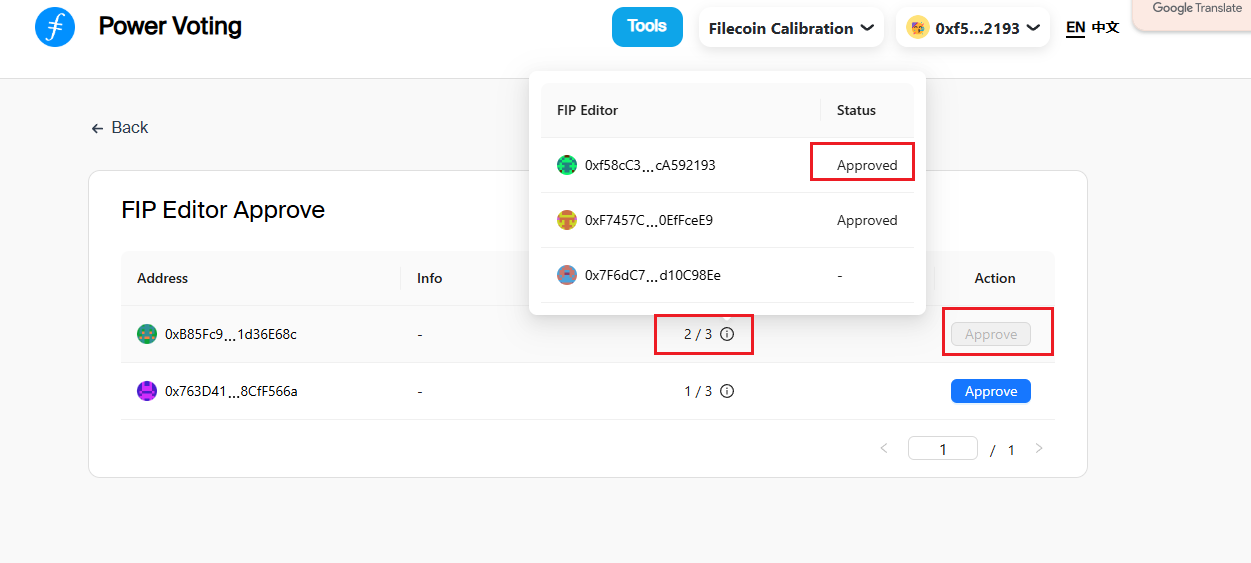 Google Translate
Power Voting
Tools
Filecoin Calibration
0xf5...2193
EN 中文
FIP Editor Status
0xf58cC3...cA592193 Approved
0xF7457C...0EfFceE9 Approved
0x7F6dC7...d10C98Ee -
← Back
FIP Editor Approve
Address Info Action
0xB85Fc9...1d36E68c - 2 / 3 Approve
0x763D41...8CfF566a - 1 / 3 Approve
< 1 / 1 >